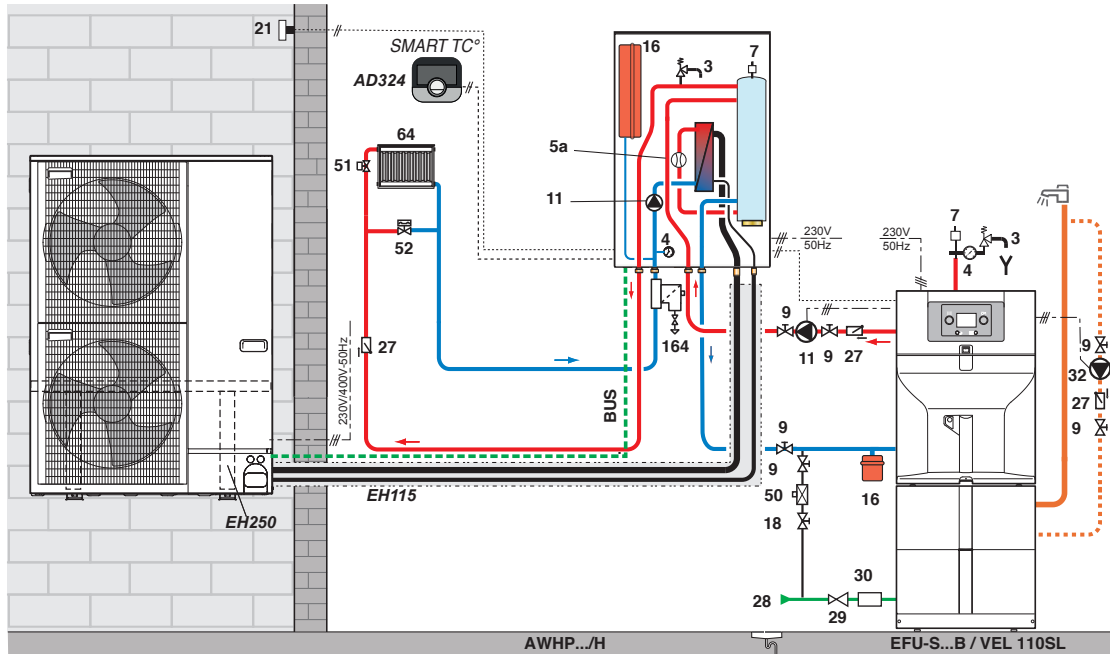 21
SMART TC°
AD324
16
7
3
64
51
5a
11
52
4
230V
50Hz
230V
50Hz
7
3
4
Y
27
230V/400V-50Hz
BUS
164
9
11
9
27
9
32
27
9
9
9
50
18
16
EH115
EH250
28
29
30
AWHP.../H
EFU-S...B / VEL 110SL